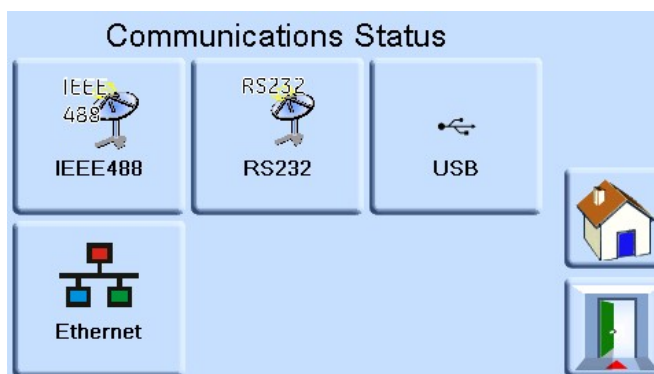 Communications Status
IEEE
488
IEEE488
RS232
RS232
USB
Ethernet